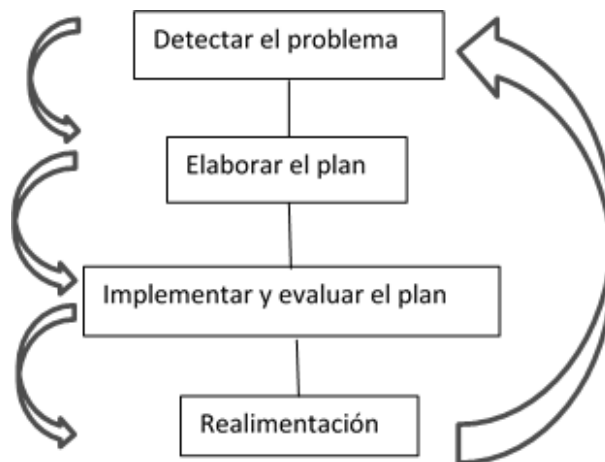 Detectar el problema
Elaborar el plan
Implementar y evaluar el plan
Realimentación